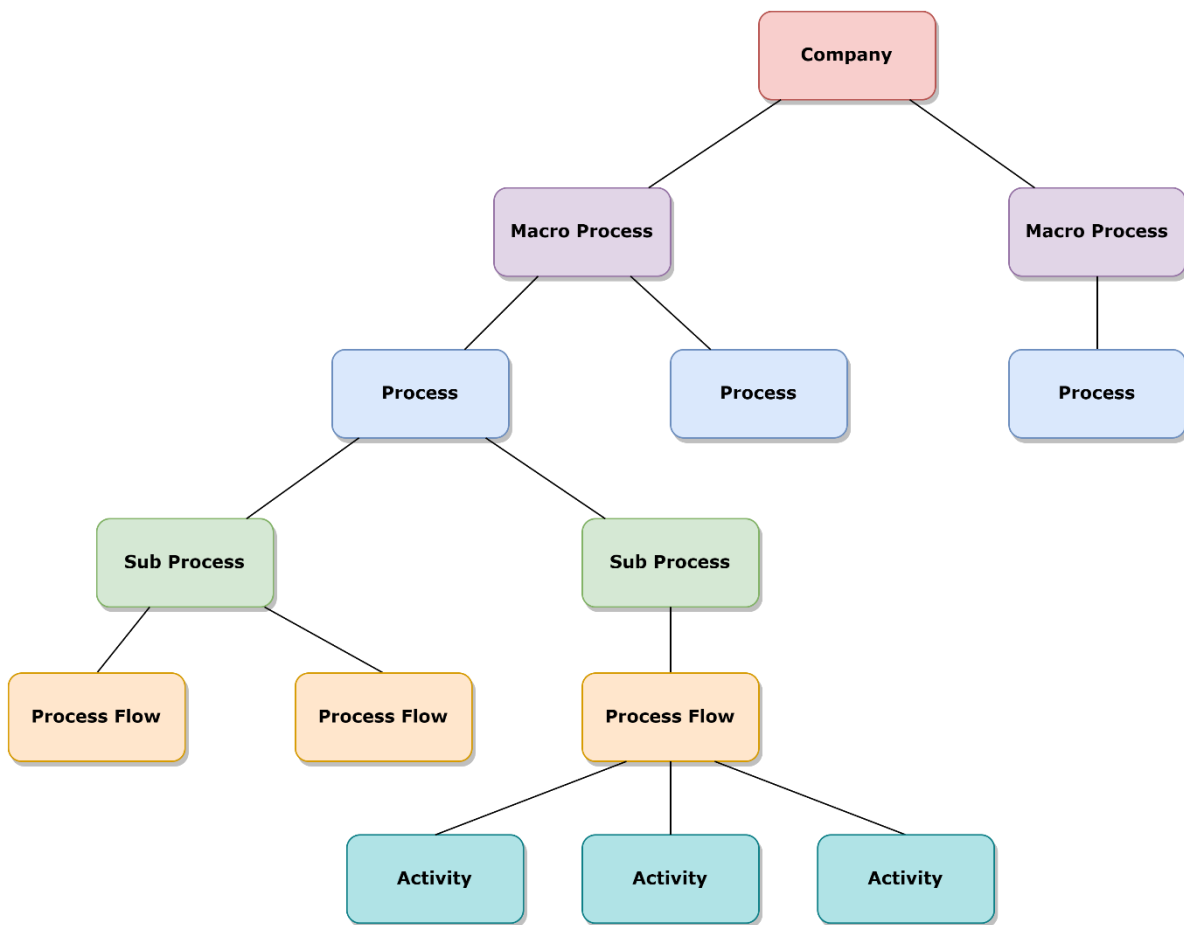 Company
Macro Process
Macro Process
Process
Process
Process
Sub Process
Sub Process
Process Flow
Process Flow
Process Flow
Activity
Activity
Activity